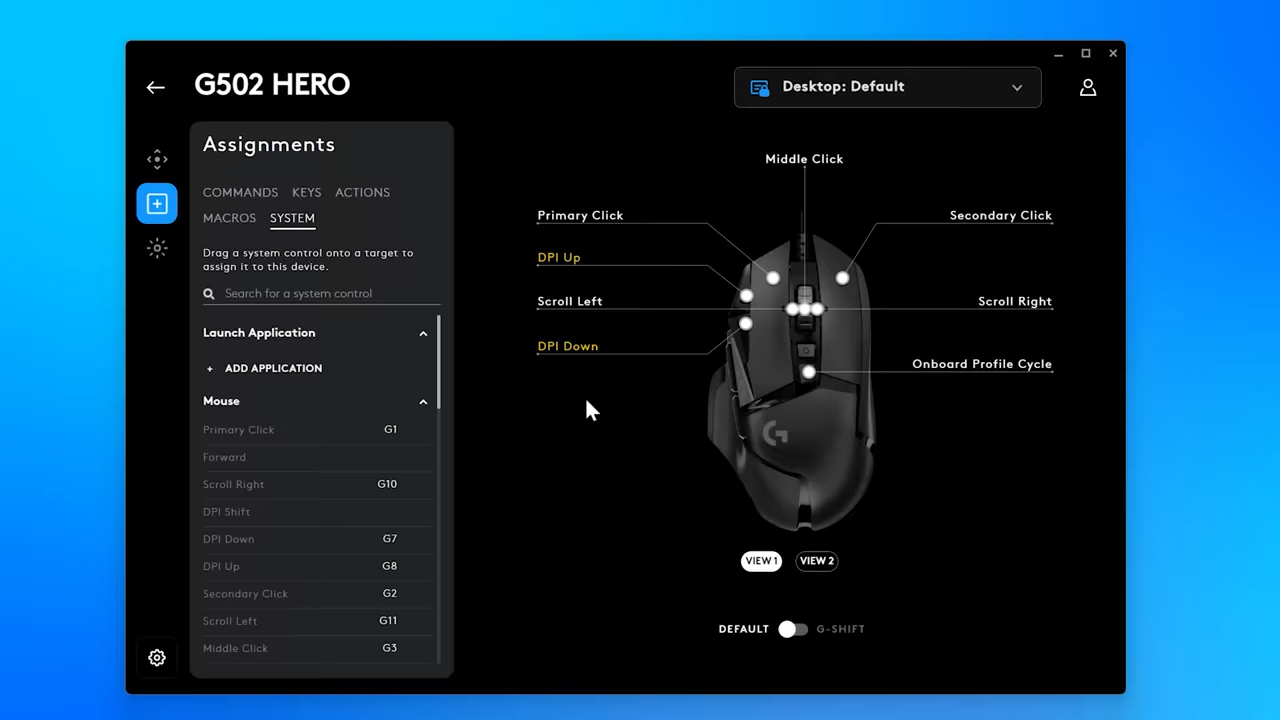 G502 HERO
Desktop: Default
Assignments
COMMANDS KEYS ACTIONS
MACROS SYSTEM
Drag a system control onto a target to
assign it to this device.
Search for a system control
Launch Application
+ ADD APPLICATION
Mouse
Primary Click G1
Forward
Scroll Right G10
DPI Shift
DPI Down G7
DPI Up G8
Secondary Click G2
Scroll Left G11
Middle Click G3
Middle Click
Primary Click
Secondary Click
DPI Up
Scroll Left
Scroll Right
DPI Down
Onboard Profile Cycle
VIEW 1 VIEW 2
DEFAULT G-SHIFT